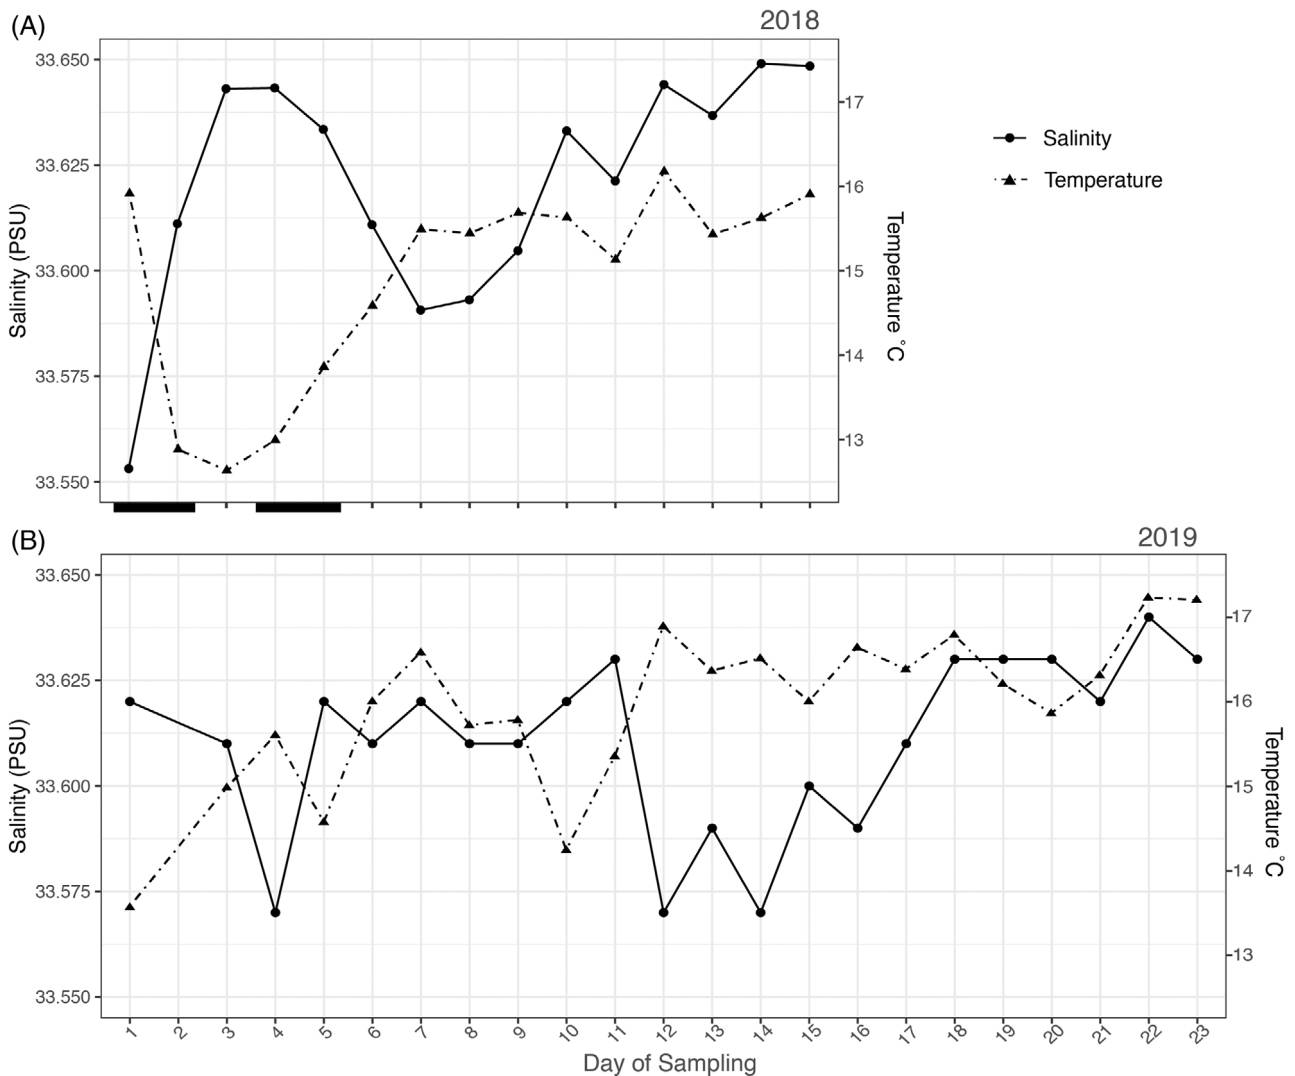 (A)
2018
33.650
33.625
33.600
33.575
33.550
Salinity (PSU)
17
16
15
14
13
Temperature °C
Salinity
Temperature
(B)
2019
33.650
33.625
33.600
33.575
33.550
Salinity (PSU)
17
16
15
14
13
Temperature °C
1 2 3 4 5 6 7 8 9 10 11 12 13 14 15 16 17 18 19 20 21 22 23
Day of Sampling